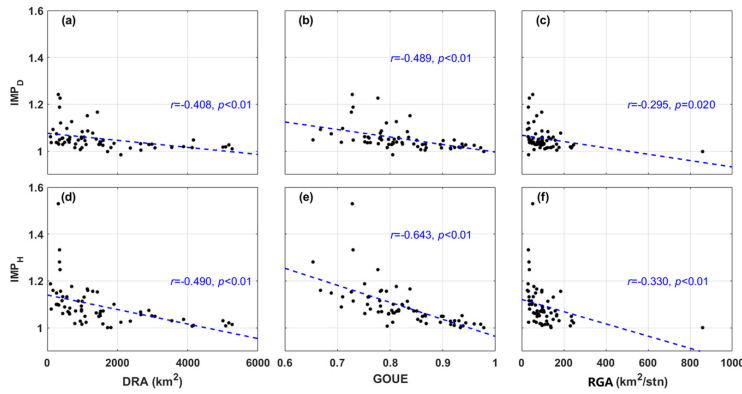 1.6
(a)
(b)
(c)
1.4
r=-0.489, p<0.01
IMP_D
1.2
r=-0.408, p<0.01
r=-0.295, p=0.020
1
1.6
(d)
(e)
(f)
1.4
r=-0.643, p<0.01
IMP_H
1.2
r=-0.490, p<0.01
r=-0.330, p<0.01
1
0 2000 4000 6000
0.6 0.7 0.8 0.9 1
0 200 400 600 800 1000
DRA (km²)
GOUE
RGA (km²/stn)